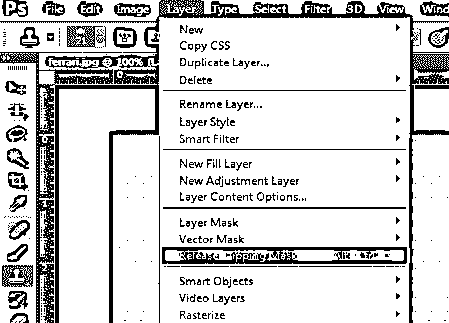 Ps File Edit Image Layer Type Select Filter 3D View Wind
Ferrari.jpg @ 100% (L
New
Copy CSS
Duplicate Layer...
Delete
Rename Layer...
Layer Style
Smart Filter
New Fill Layer
New Adjustment Layer
Layer Content Options...
Layer Mask
Vector Mask
Release Clipping Mask
Smart Objects
Video Layers
Rasterize